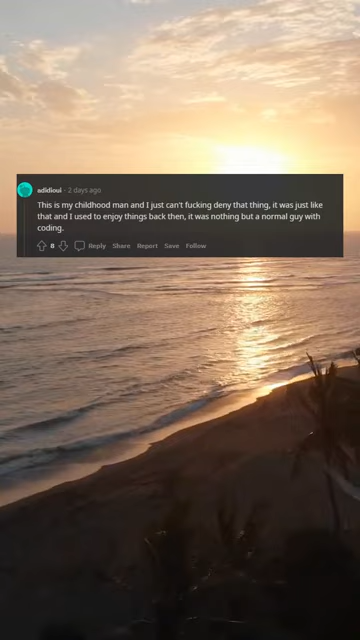 adidioui · 2 days ago
This is my childhood man and I just can't fucking deny that thing, it was just like
that and I used to enjoy things back then, it was nothing but a normal guy with
coding.
8 Reply Share Report Save Follow